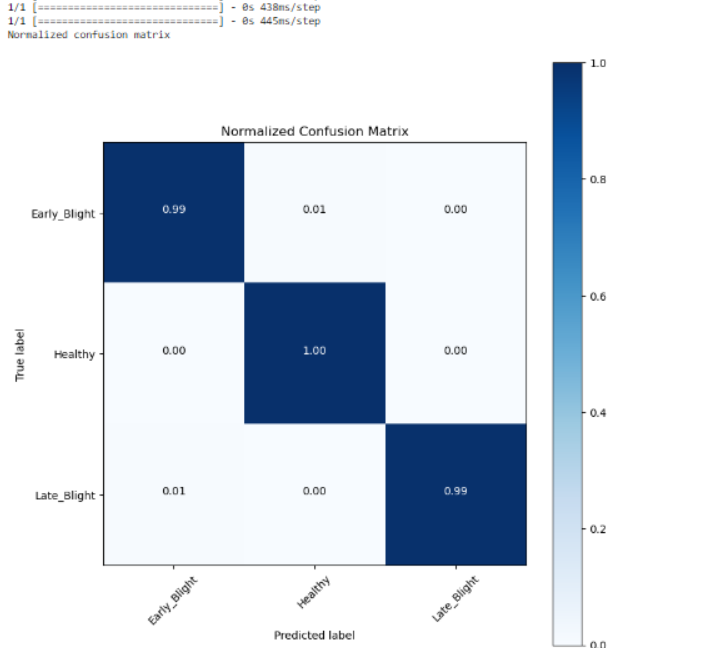 1/1 [==============================] - 0s 438ms/step
1/1 [==============================] - 0s 445ms/step
Normalized confusion matrix
Normalized Confusion Matrix
1.0
0.8
0.6
0.4
0.2
0.0
True label
Early_Blight 0.99 0.01 0.00
Healthy 0.00 1.00 0.00
Late_Blight 0.01 0.00 0.99
Early_Blight Healthy Late_Blight
Predicted label